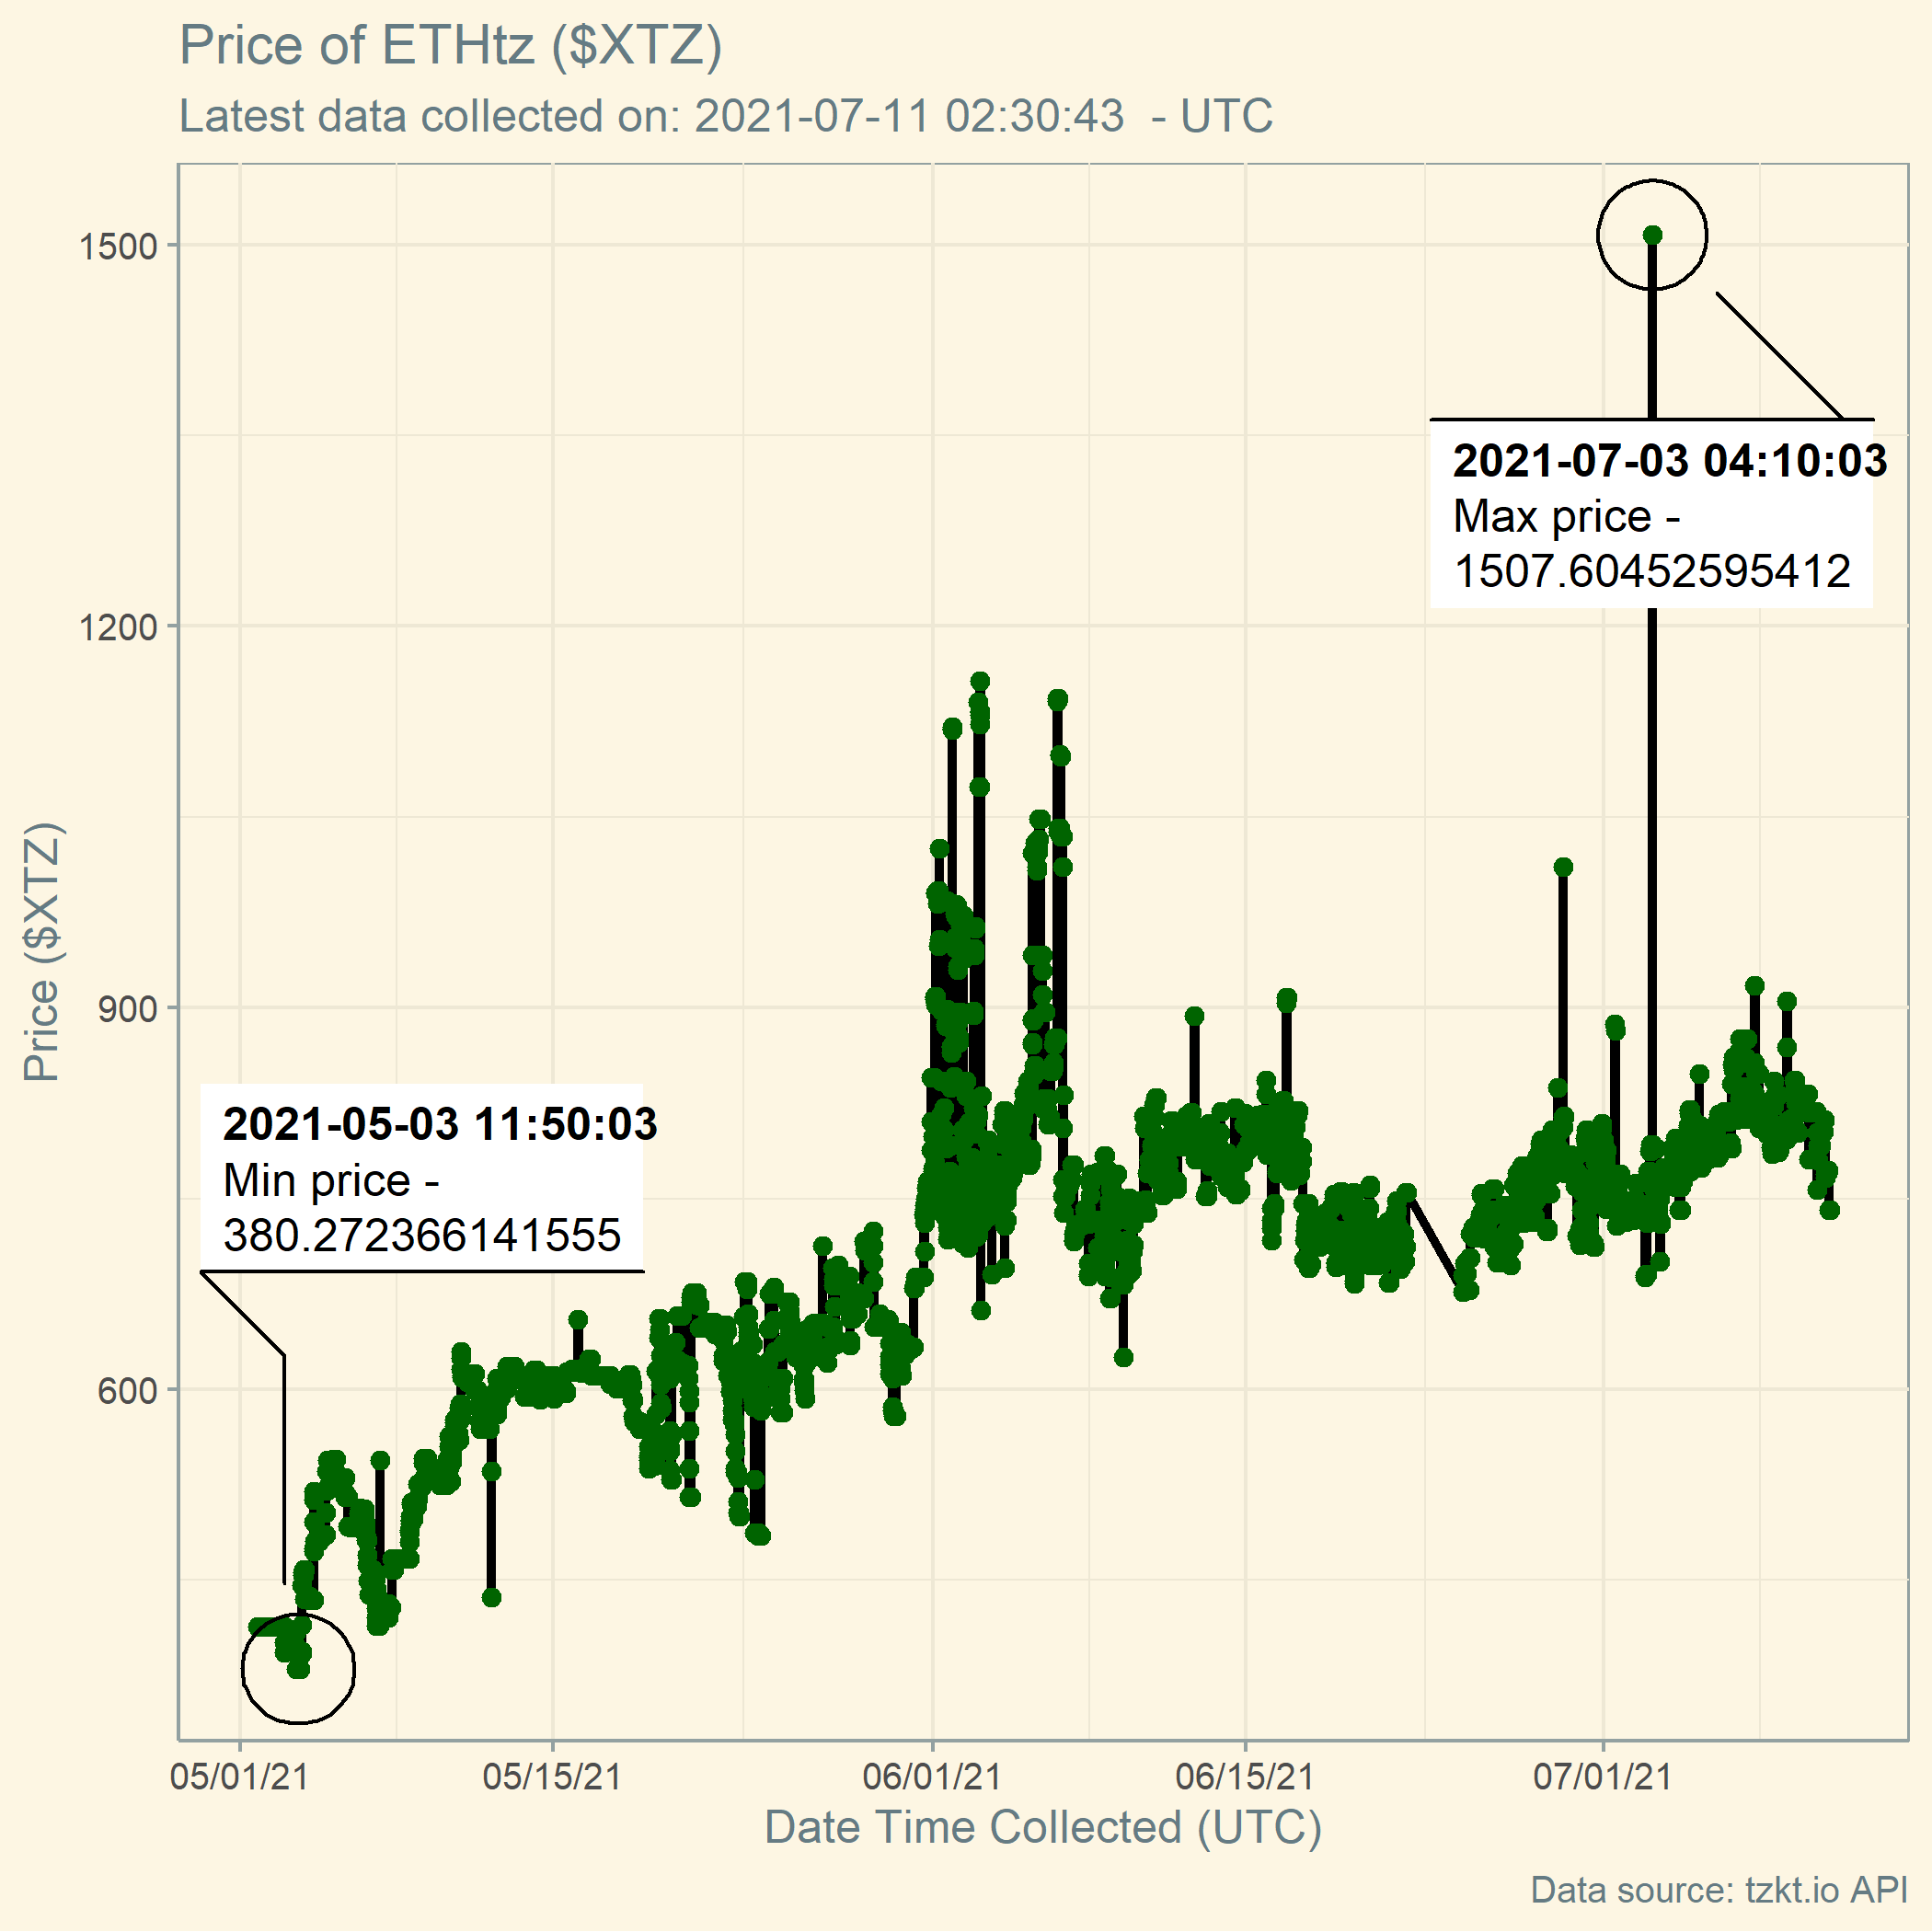 Price of ETHtz ($XTZ)
Latest data collected on: 2021-07-11 02:30:43  - UTC
1500
1200
900
600
Price ($XTZ)
2021-07-03 04:10:03
Max price -
1507.60452595412
2021-05-03 11:50:03
Min price -
380.272366141555
05/01/21
05/15/21
06/01/21
06/15/21
07/01/21
Date Time Collected (UTC)
Data source: tzkt.io API